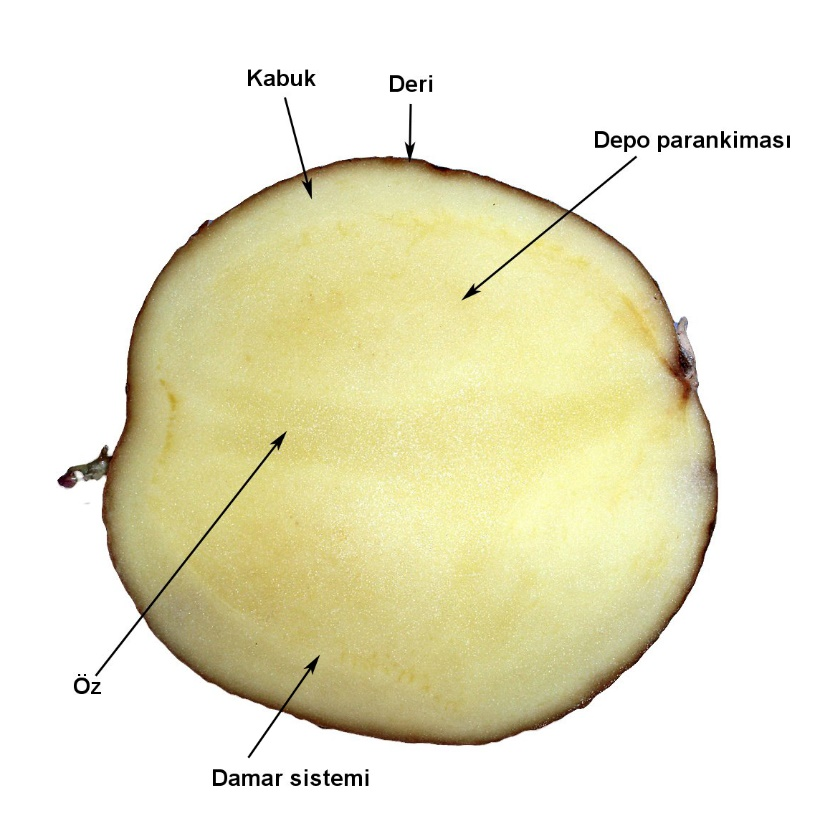 Kabuk
Deri
Depo parankiması
Öz
Damar sistemi